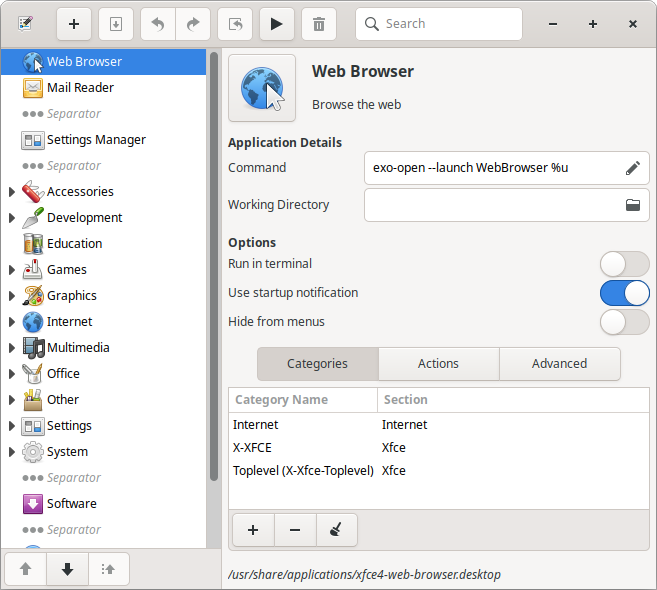 Search
Web Browser
Mail Reader
Separator
Settings Manager
Separator
Accessories
Development
Education
Games
Graphics
Internet
Multimedia
Office
Other
Settings
System
Separator
Software
Separator
Web Browser
Browse the web
Application Details
Command exo-open --launch WebBrowser %u
Working Directory
Options
Run in terminal
Use startup notification
Hide from menus
Categories Actions Advanced
Category Name Section
Internet Internet
X-XFCE Xfce
Toplevel (X-Xfce-Toplevel) Xfce
/usr/share/applications/xfce4-web-browser.desktop